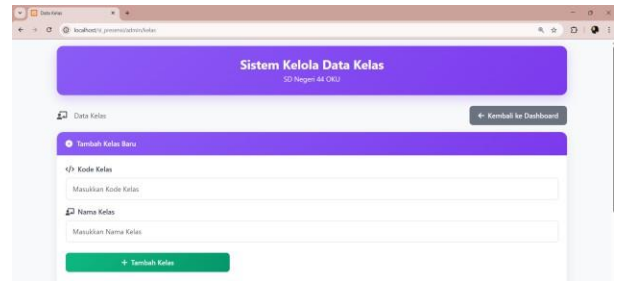 Data Kelas
localhost/si_presensi/admin/kelas
Sistem Kelola Data Kelas
SD Negeri 44 OKU
Data Kelas
← Kembali ke Dashboard
Tambah Kelas Baru
</> Kode Kelas
Masukkan Kode Kelas
Nama Kelas
Masukkan Nama Kelas
+ Tambah Kelas